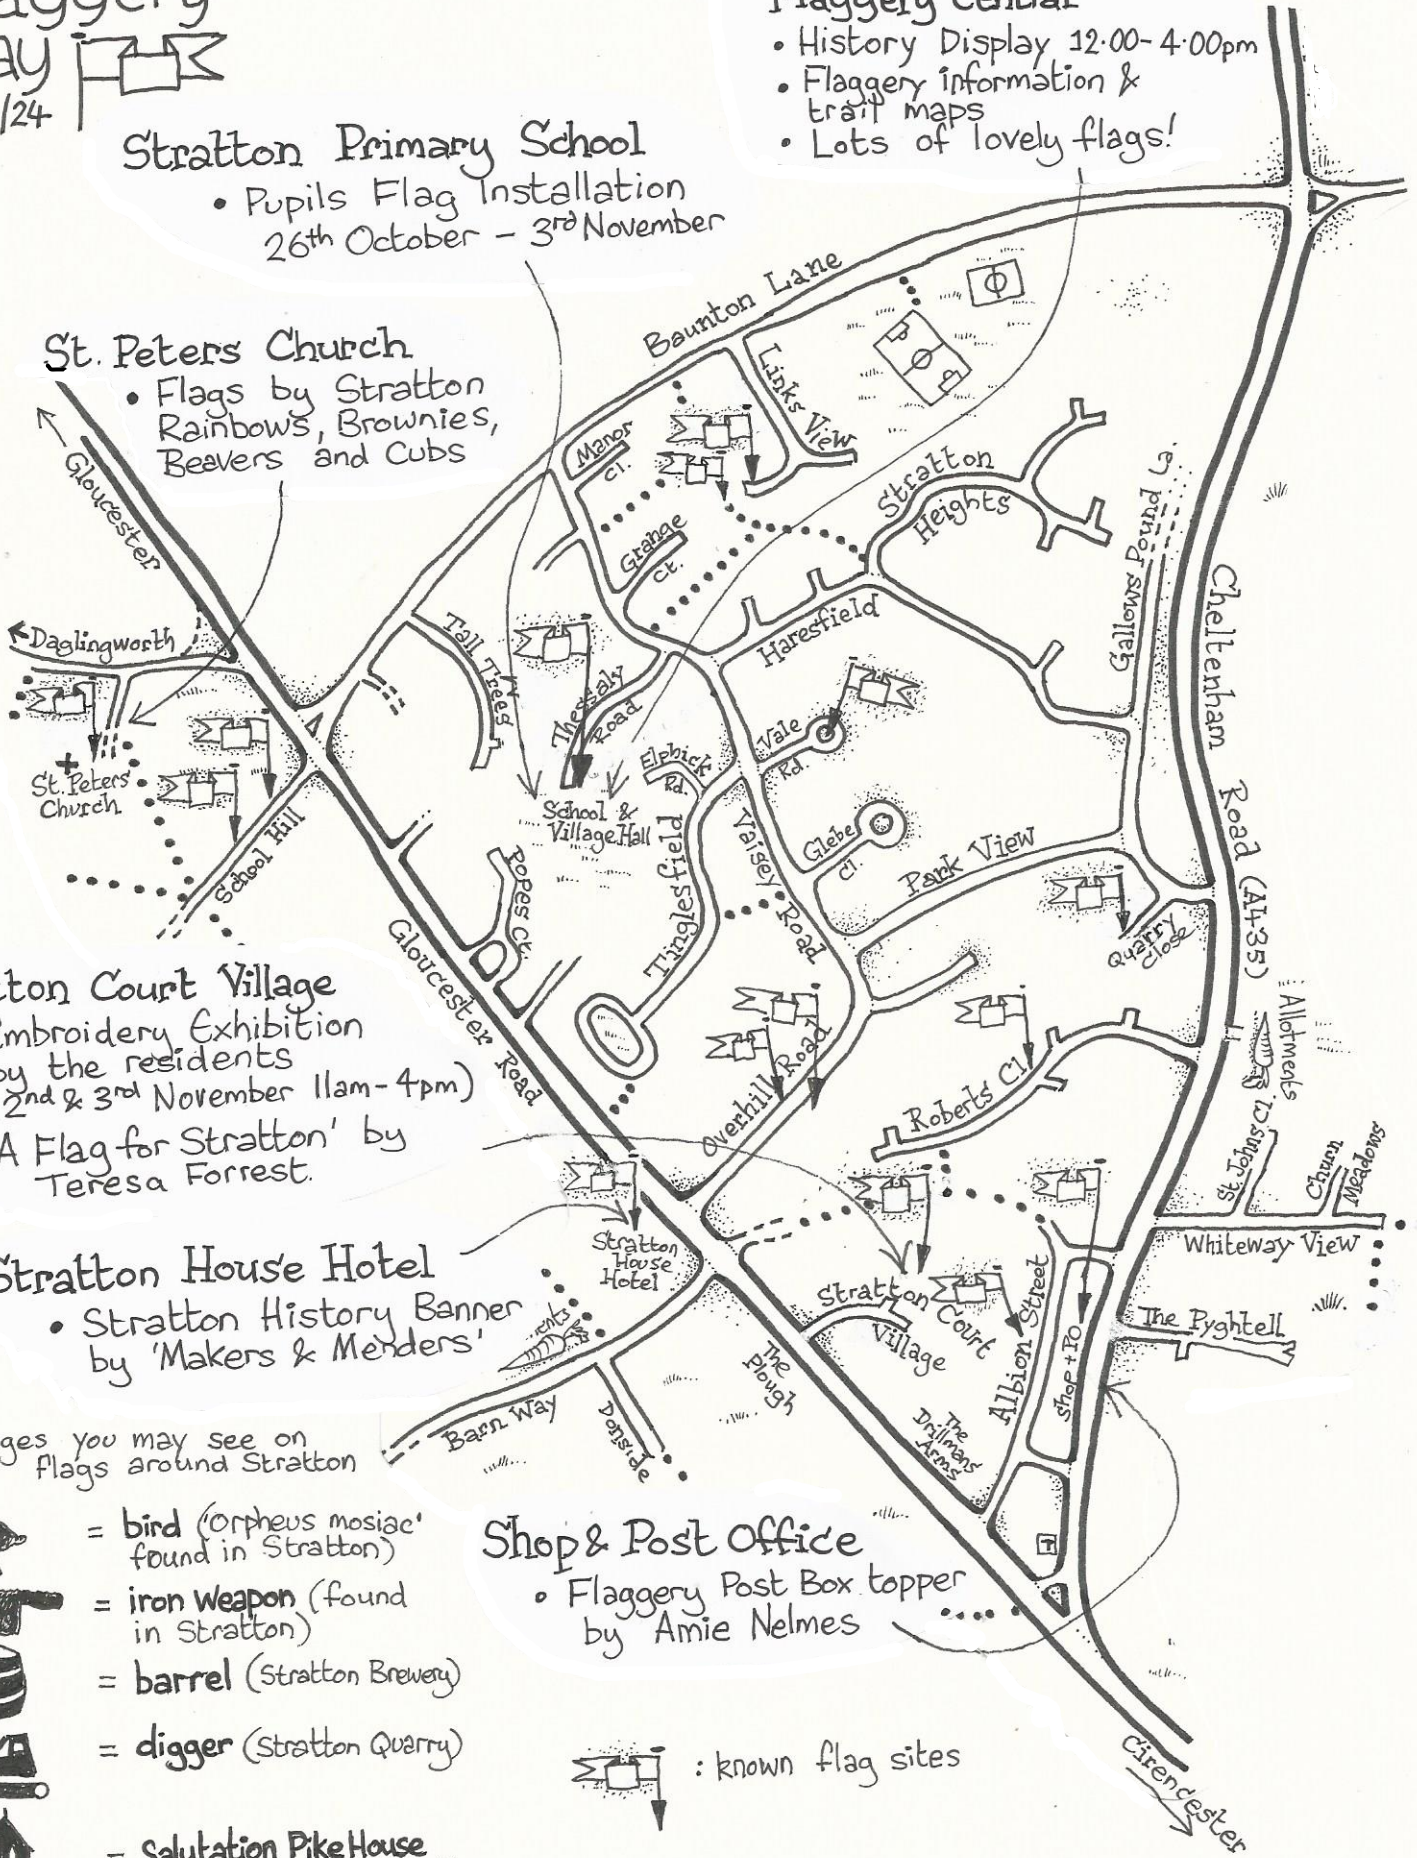 ay
/24
• History Display 12.00-4.00pm
• Flaggery information &
trail maps
• Lots of lovely flags!
Stratton Primary School
• Pupils Flag Installation
26th October - 3rd November
St. Peters Church
• Flags by Stratton
Rainbows, Brownies,
Beavers and Cubs
Gloucester
Daglingworth
St. Peters'
Church
School Hill
Baunton Lane
Links View
Manor
Cl.
Grange
Ct.
Stratton
Heights
Gallows Pound La.
Cheltenham Road (A435)
Tall Trees
Thessaly
Road
Haresfield
Vale
Rd
Elphick
Rd.
School &
Village Hall
Tinglesfield
Vaisey Road
Glebe
Cl
Park View
Quarry
Close
Popes Ct.
Gloucester Road
Overhill Road
Roberts Cl
Allotments
St Johns Cl.
Churn
Meadows
Whiteway View
The Pyghtell
tton Court Village
Embroidery Exhibition
by the residents
2nd & 3rd November 11am-4pm)
A Flag for Stratton' by
Teresa Forrest.
Stratton
House
Hotel
Stratton House Hotel
• Stratton History Banner
by 'Makers & Menders'
ments
Stratton Court
Village
Albion Street
Shop + PO
The
Plough
The
Drillmans
Arms
Barn Way
Donside
ges you may see on
flags around Stratton
= bird ('Orpheus mosiac'
found in Stratton)
= iron weapon (found
in Stratton)
= barrel (Stratton Brewery)
= digger (Stratton Quarry)
= Salutation Pike House
Shop & Post Office
• Flaggery Post Box topper
by Amie Nelmes
T
: known flag sites
Cirencester